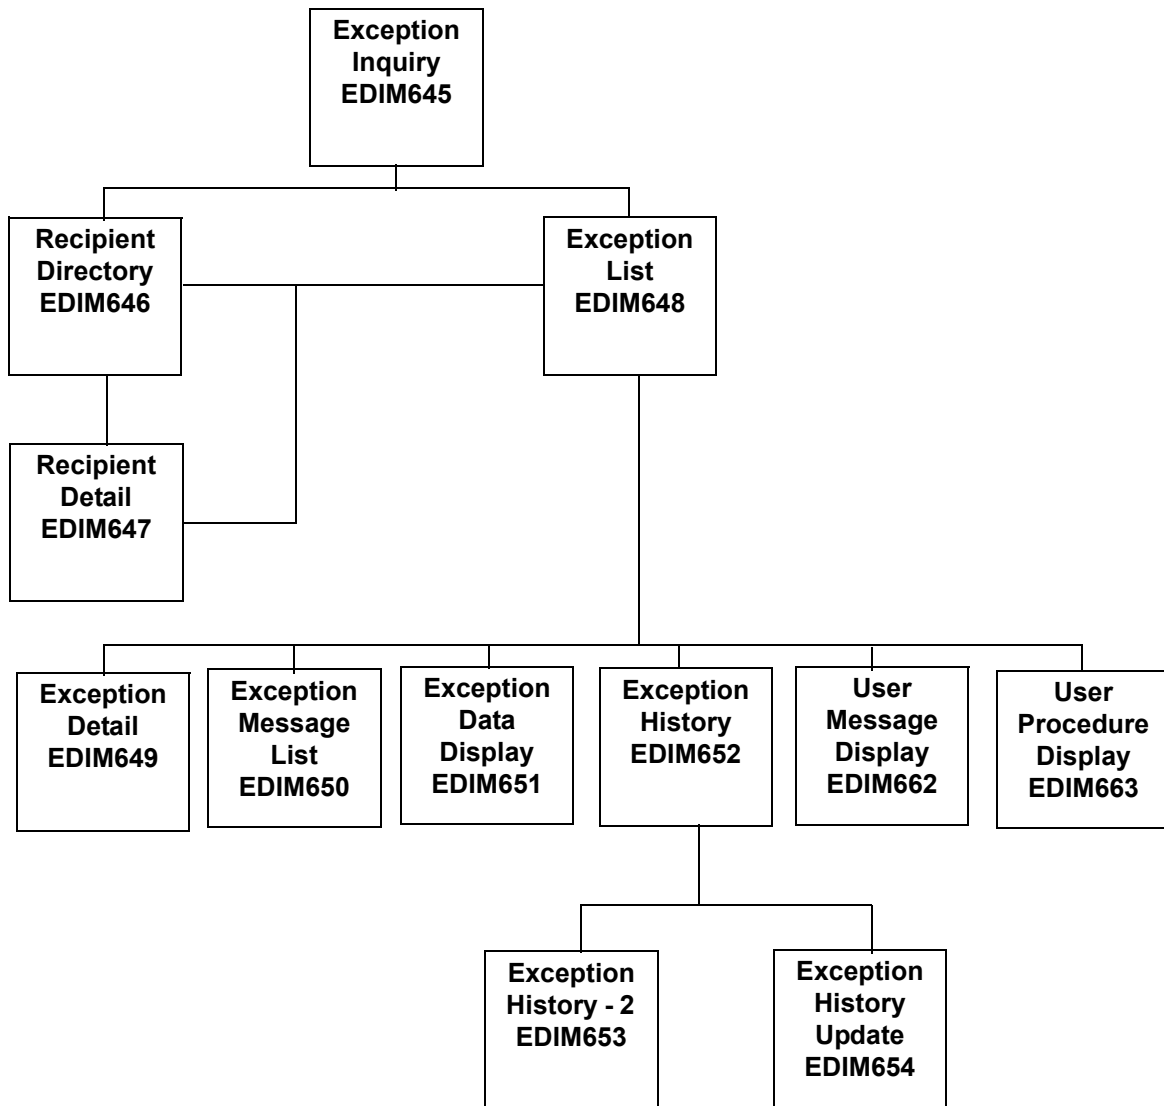 Exception
Inquiry
EDIM645
Recipient
Directory
EDIM646
Exception
List
EDIM648
Recipient
Detail
EDIM647
Exception
Detail
EDIM649
Exception
Message
List
EDIM650
Exception
Data
Display
EDIM651
Exception
History
EDIM652
User
Message
Display
EDIM662
User
Procedure
Display
EDIM663
Exception
History - 2
EDIM653
Exception
History
Update
EDIM654